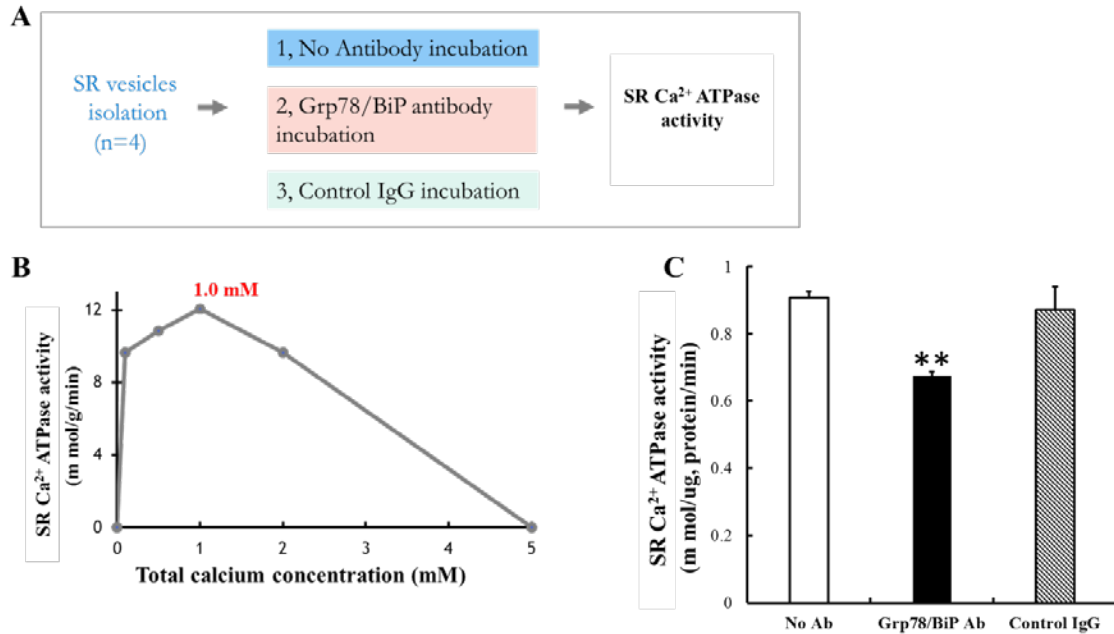 A
SR vesicles
isolation
(n=4)
1, No Antibody incubation
2, Grp78/BiP antibody
incubation
3, Control IgG incubation
SR Ca²⁺ ATPase
activity
B
SR Ca²⁺ ATPase activity
(m mol/g/min)
12
8
4
0
1.0 mM
0 1 2 3 4 5
Total calcium concentration (mM)
C
SR Ca²⁺ ATPase activity
(m mol/ug, protein/min)
1
0.8
0.6
0.4
0.2
0
**
No Ab Grp78/BiP Ab Control IgG